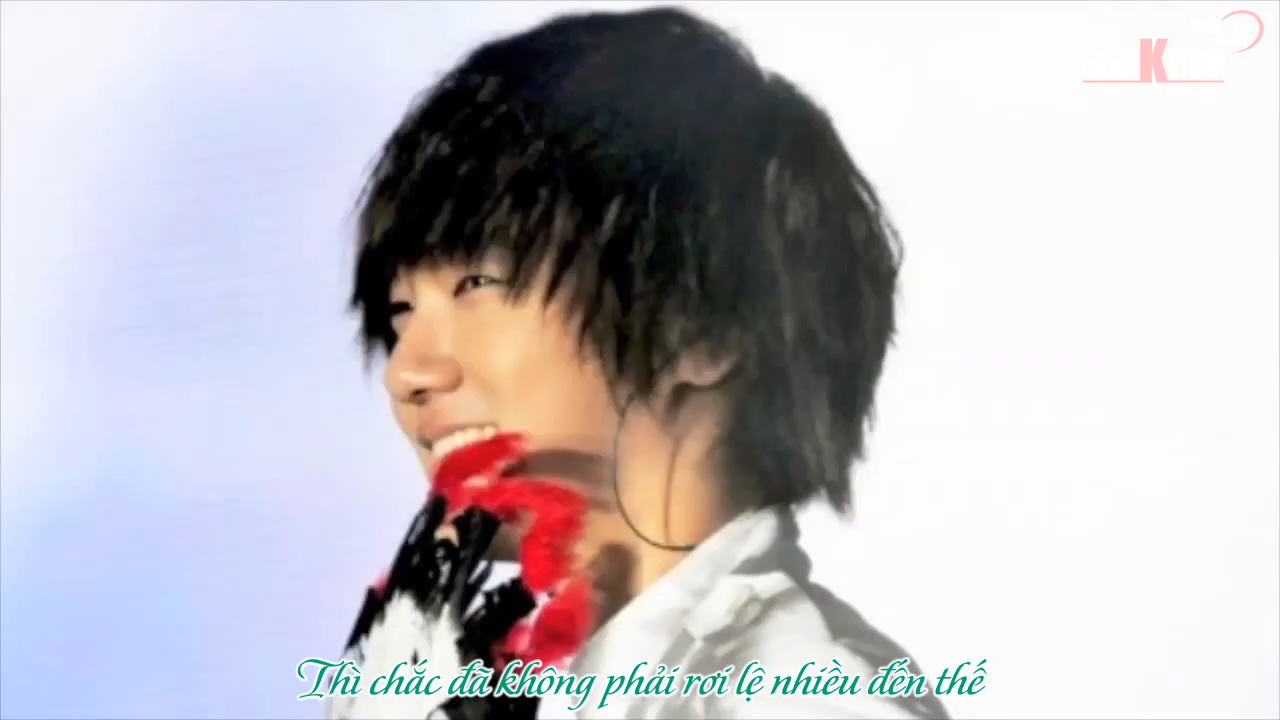 K
Thì chắc đã không phải rơi lệ nhiều đến thế